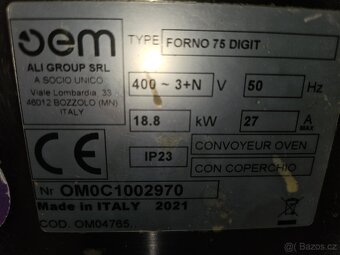 oem
ALI GROUP SRL
A SOCIO UNICO
Viale Lombardia, 33
46012 BOZZOLO (MN)
ITALY
TYPE FORNO 75 DIGIT
400 ~ 3+N V 50 Hz
18.8 kW 27 A MAX
CE IP23 CONVOYEUR OVEN
CON COPERCHIO
Nr OM0C1002970
Made in ITALY 2021
COD. OM04765
Sbazar.cz